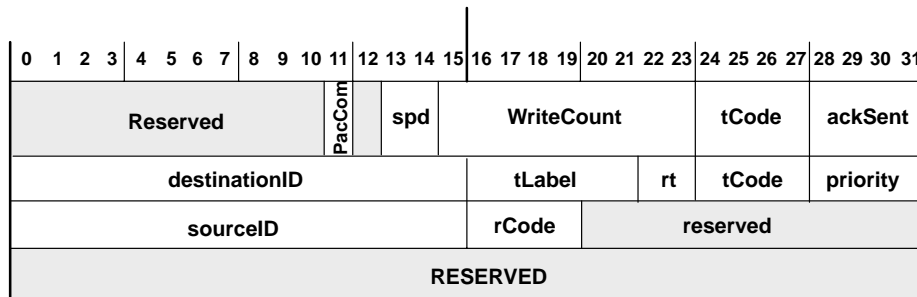 0 1 2 3 4 5 6 7 8 9 10 11 12 13 14 15 16 17 18 19 20 21 22 23 24 25 26 27 28 29 30 31
Reserved PacCom spd WriteCount tCode ackSent
destinationID tLabel rt tCode priority
sourceID rCode reserved
RESERVED